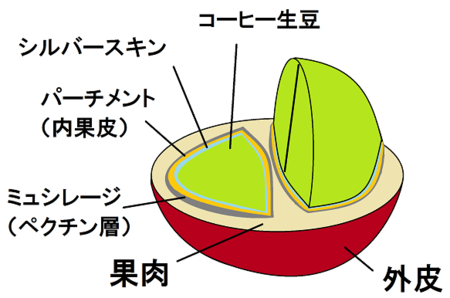 コーヒー生豆
シルバースキン
パーチメント
（内果皮）
ミュシレージ
（ペクチン層）
果肉
外皮